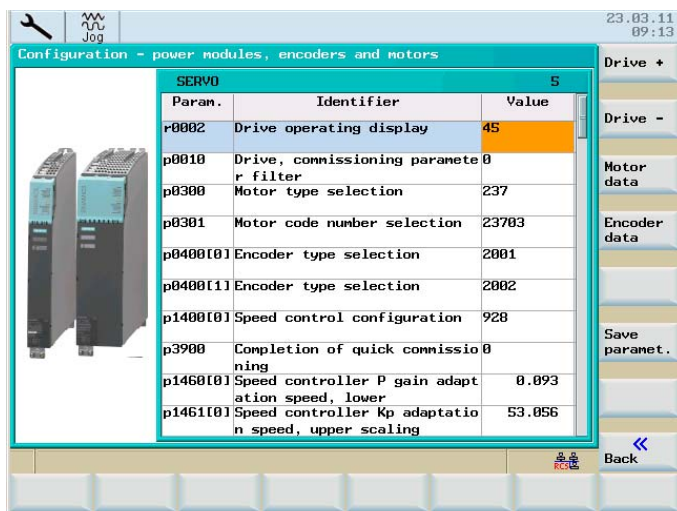 23.03.11
09:13
Jog
Configuration - power modules, encoders and motors
SERVO 5
Param. Identifier Value
r0002 Drive operating display 45
p0010 Drive, commissioning paramete 0
r filter
p0300 Motor type selection 237
p0301 Motor code number selection 23703
p0400[0] Encoder type selection 2001
p0400[1] Encoder type selection 2002
p1400[0] Speed control configuration 928
p3900 Completion of quick commissio 0
ning
p1460[0] Speed controller P gain adapt 0.093
ation speed, lower
p1461[0] Speed controller Kp adaptatio 53.056
n speed, upper scaling
Drive +
Drive -
Motor
data
Encoder
data
Save
paramet.
Back
RCS